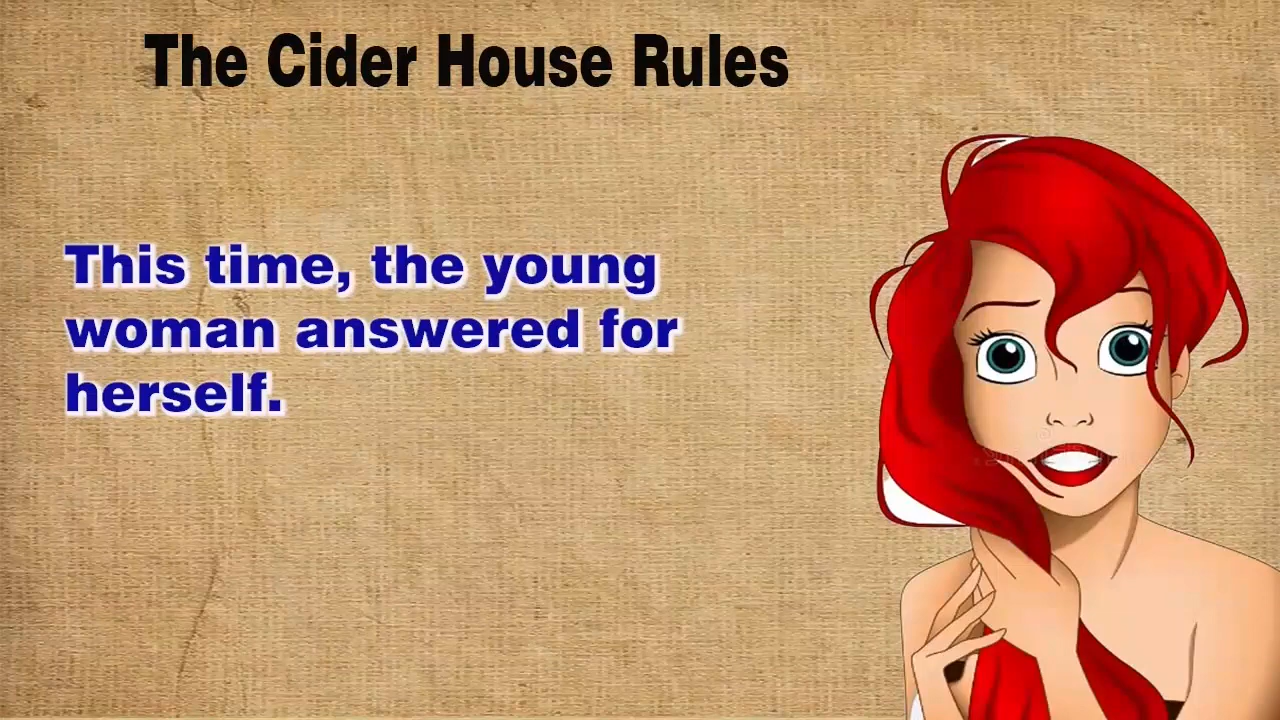 The Cider House Rules
This time, the young
woman answered for
herself.